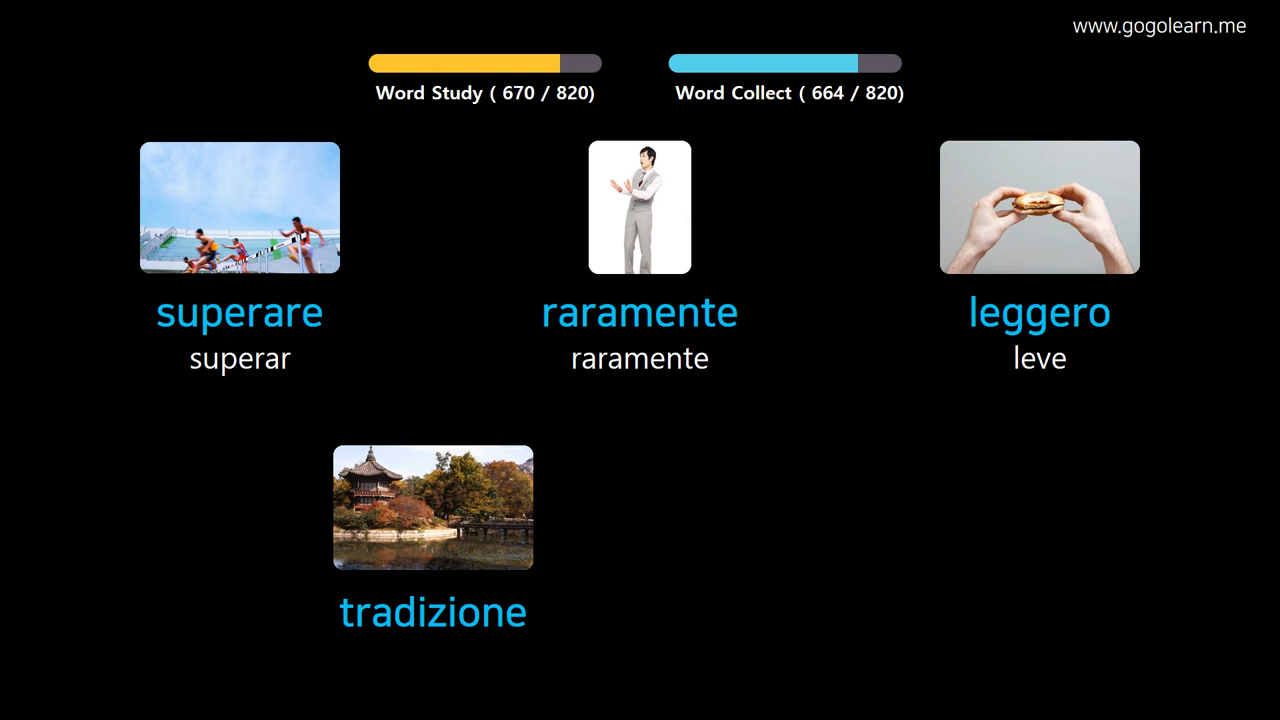 www.gogolearn.me
Word Study ( 670 / 820)
Word Collect ( 664 / 820)
superare
superar
raramente
raramente
leggero
leve
tradizione